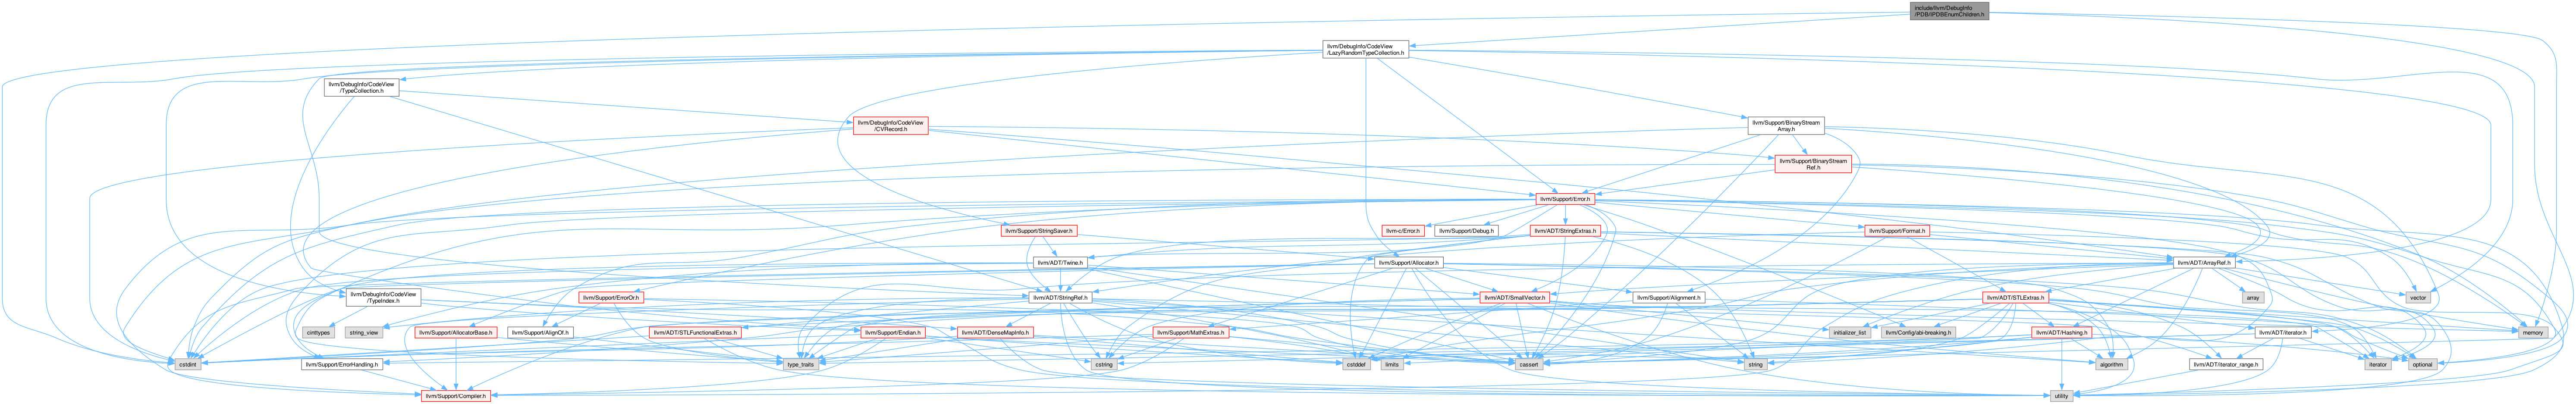 include/llvm/DebugInfo
/PDB/IPDBEnumChildren.h
llvm/DebugInfo/CodeView
/LazyRandomTypeCollection.h
llvm/DebugInfo/CodeView
/TypeCollection.h
llvm/DebugInfo/CodeView
/CVRecord.h
llvm/Support/BinaryStream
Array.h
llvm/Support/BinaryStream
Ref.h
llvm/Support/Error.h
llvm/Support/StringSaver.h
llvm-c/Error.h
llvm/Support/Debug.h
llvm/ADT/StringExtras.h
llvm/Support/Format.h
llvm/ADT/Twine.h
llvm/Support/Allocator.h
llvm/ADT/ArrayRef.h
llvm/DebugInfo/CodeView
/TypeIndex.h
llvm/Support/ErrorOr.h
llvm/ADT/StringRef.h
llvm/ADT/SmallVector.h
llvm/Support/Alignment.h
llvm/ADT/STLExtras.h
array
vector
cinttypes
string_view
llvm/Support/AllocatorBase.h
llvm/Support/AlignOf.h
llvm/ADT/STLFunctionalExtras.h
llvm/Support/Endian.h
llvm/ADT/DenseMapInfo.h
llvm/Support/MathExtras.h
initializer_list
llvm/Config/abi-breaking.h
llvm/ADT/Hashing.h
llvm/ADT/iterator.h
memory
cstdint
llvm/Support/ErrorHandling.h
type_traits
cstring
cstddef
limits
cassert
string
algorithm
llvm/ADT/iterator_range.h
iterator
optional
llvm/Support/Compiler.h
utility